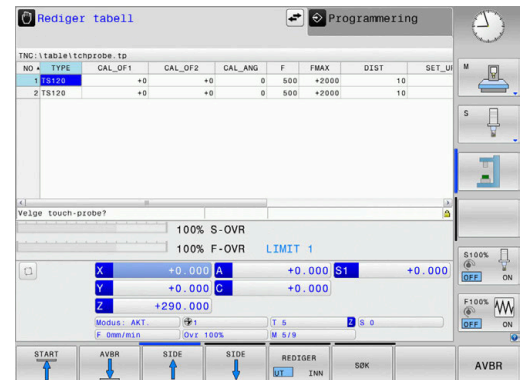 Rediger tabell
Programmering
TNC:\table\tchprobe.tp
NO TYPE CAL_OF1 CAL_OF2 CAL_ANG F FMAX DIST
1 TS120 +0 +0 0 500 +2000 10
2 TS120 +0 +0 0 500 +2000 10
Velge touch-probe?
100% S-OVR
100% F-OVR LIMIT 1
X +0.000 A +0.000 S1 +0.000
Y +0.000 C +0.000
Z +290.000
Modus: AKT. 1 T 5 Z S 0
F 0mm/min Ovr 100% M 5/9
M
S
S100%
OFF ON
F100%
OFF ON
START AVBR SIDE SIDE REDIGER SØK AVBR
UT INN